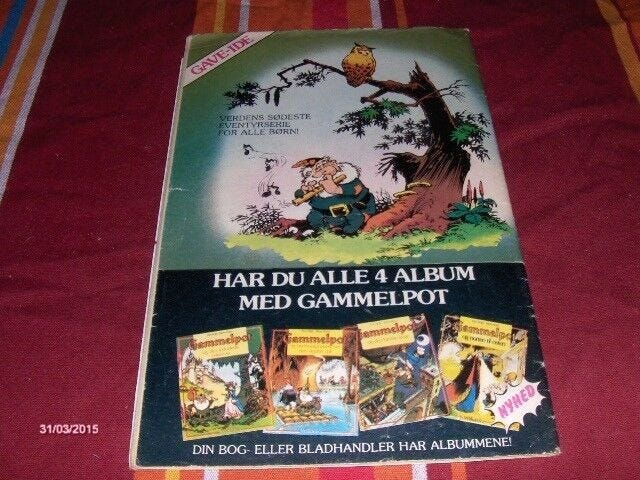 GAVE-IDE
VERDENS SØDESTE
EVENTYRSERIE
FOR ALLE BØRN!
HAR DU ALLE 4 ALBUM
MED GAMMELPOT
Gammelpot
Gammelpot
Gammelpot
Gammelpot
NYHED
DIN BOG- ELLER BLADHANDLER HAR ALBUMMENE!
31/03/2015